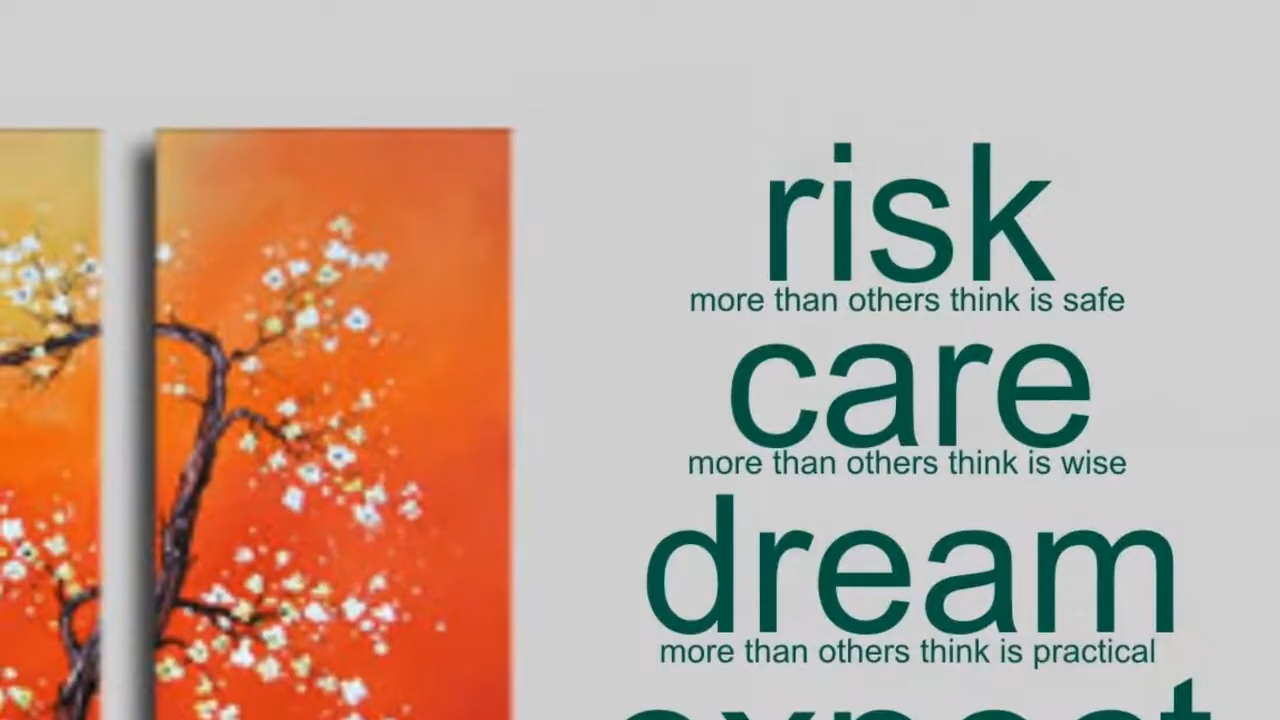 risk
more than others think is safe
care
more than others think is wise
dream
more than others think is practical
expect